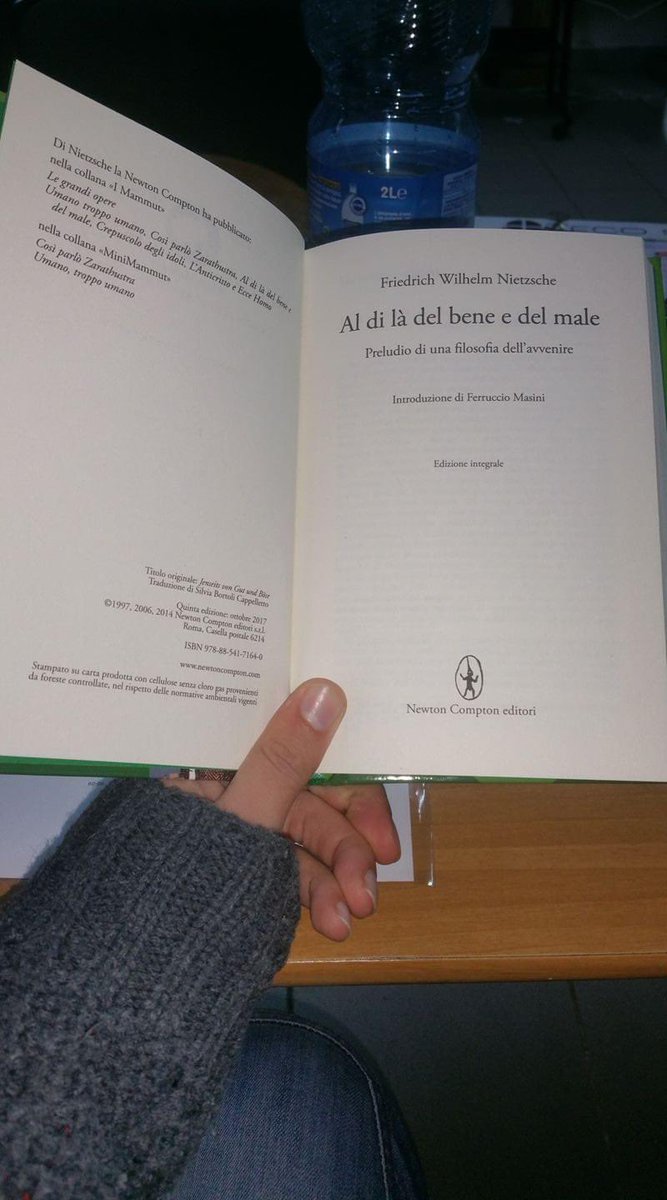 Di Nietzsche la Newton Compton ha pubblicato:
nella collana «I Mammut»
Le grandi opere
Umano troppo umano, Così parlò Zarathustra, Al di là del bene e
del male, Crepuscolo degli idoli, L'Anticristo e Ecce Homo
nella collana «MiniMammut»
Così parlò Zarathustra
Umano, troppo umano
Titolo originale: Jenseits von Gut und Böse
Traduzione di Silvia Bortoli Cappelletto
Quinta edizione: ottobre 2017
©1997, 2006, 2014 Newton Compton editori s.r.l.
Roma, Casella postale 6214
ISBN 978-88-541-7164-0
www.newtoncompton.com
Stampato su carta prodotta con cellulose senza cloro gas provenienti
da foreste controllate, nel rispetto delle normative ambientali vigenti
Friedrich Wilhelm Nietzsche
Al di là del bene e del male
Preludio di una filosofia dell'avvenire
Introduzione di Ferruccio Masini
Edizione integrale
Newton Compton editori
2L e